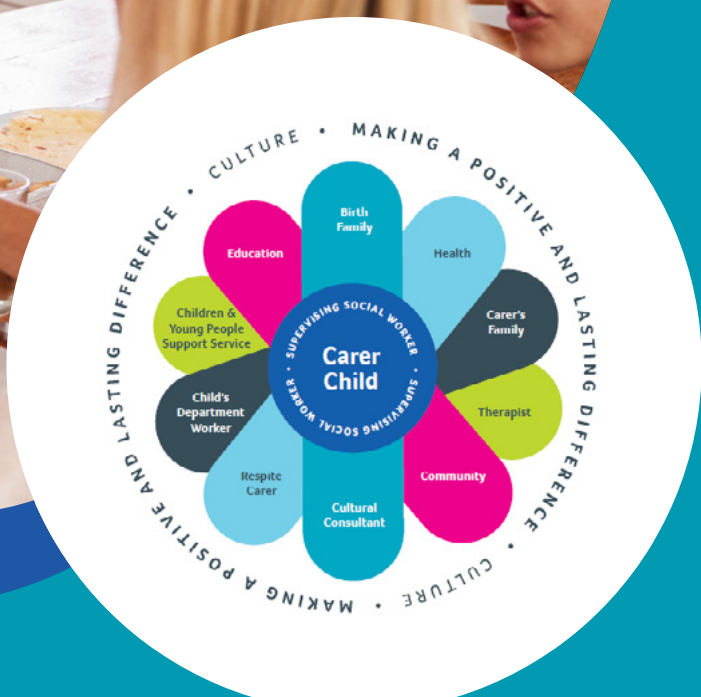 CULTURE • MAKING A POSITIVE AND LASTING DIFFERENCE • CULTURE • MAKING A POSITIVE AND LASTING DIFFERENCE •
Birth
Family
Health
Carer's
Family
Therapist
Community
Cultural
Consultant
Respite
Carer
Child's
Department
Worker
Children &
Young People
Support Service
Education
SUPERVISING SOCIAL WORKER • SUPERVISING SOCIAL WORKER •
Carer
Child